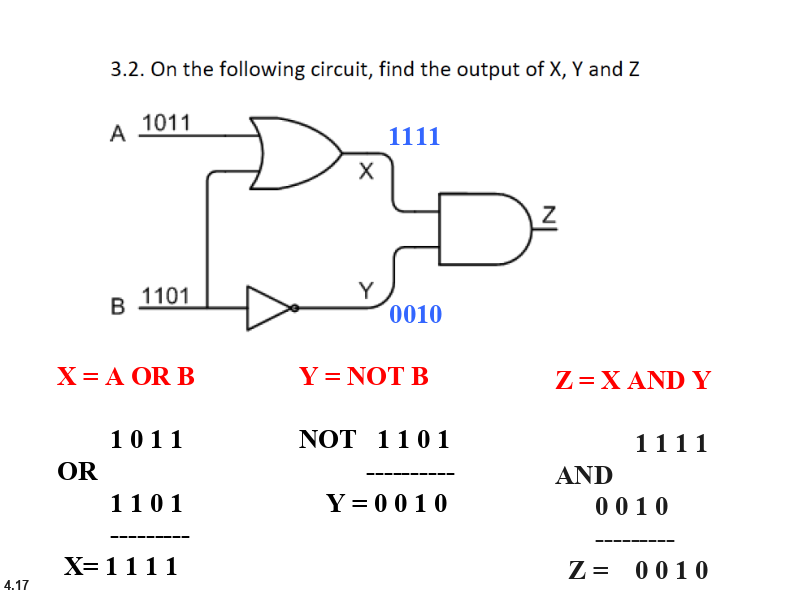 3.2. On the following circuit, find the output of X, Y and Z
A 1011
1111
X
Z
B 1101
Y
0010
X = A OR B
1 0 1 1
OR
1 1 0 1
---------
X= 1 1 1 1
Y = NOT B
NOT 1 1 0 1
----------
Y = 0 0 1 0
Z = X AND Y
1 1 1 1
AND
0 0 1 0
---------
Z = 0 0 1 0
4.17